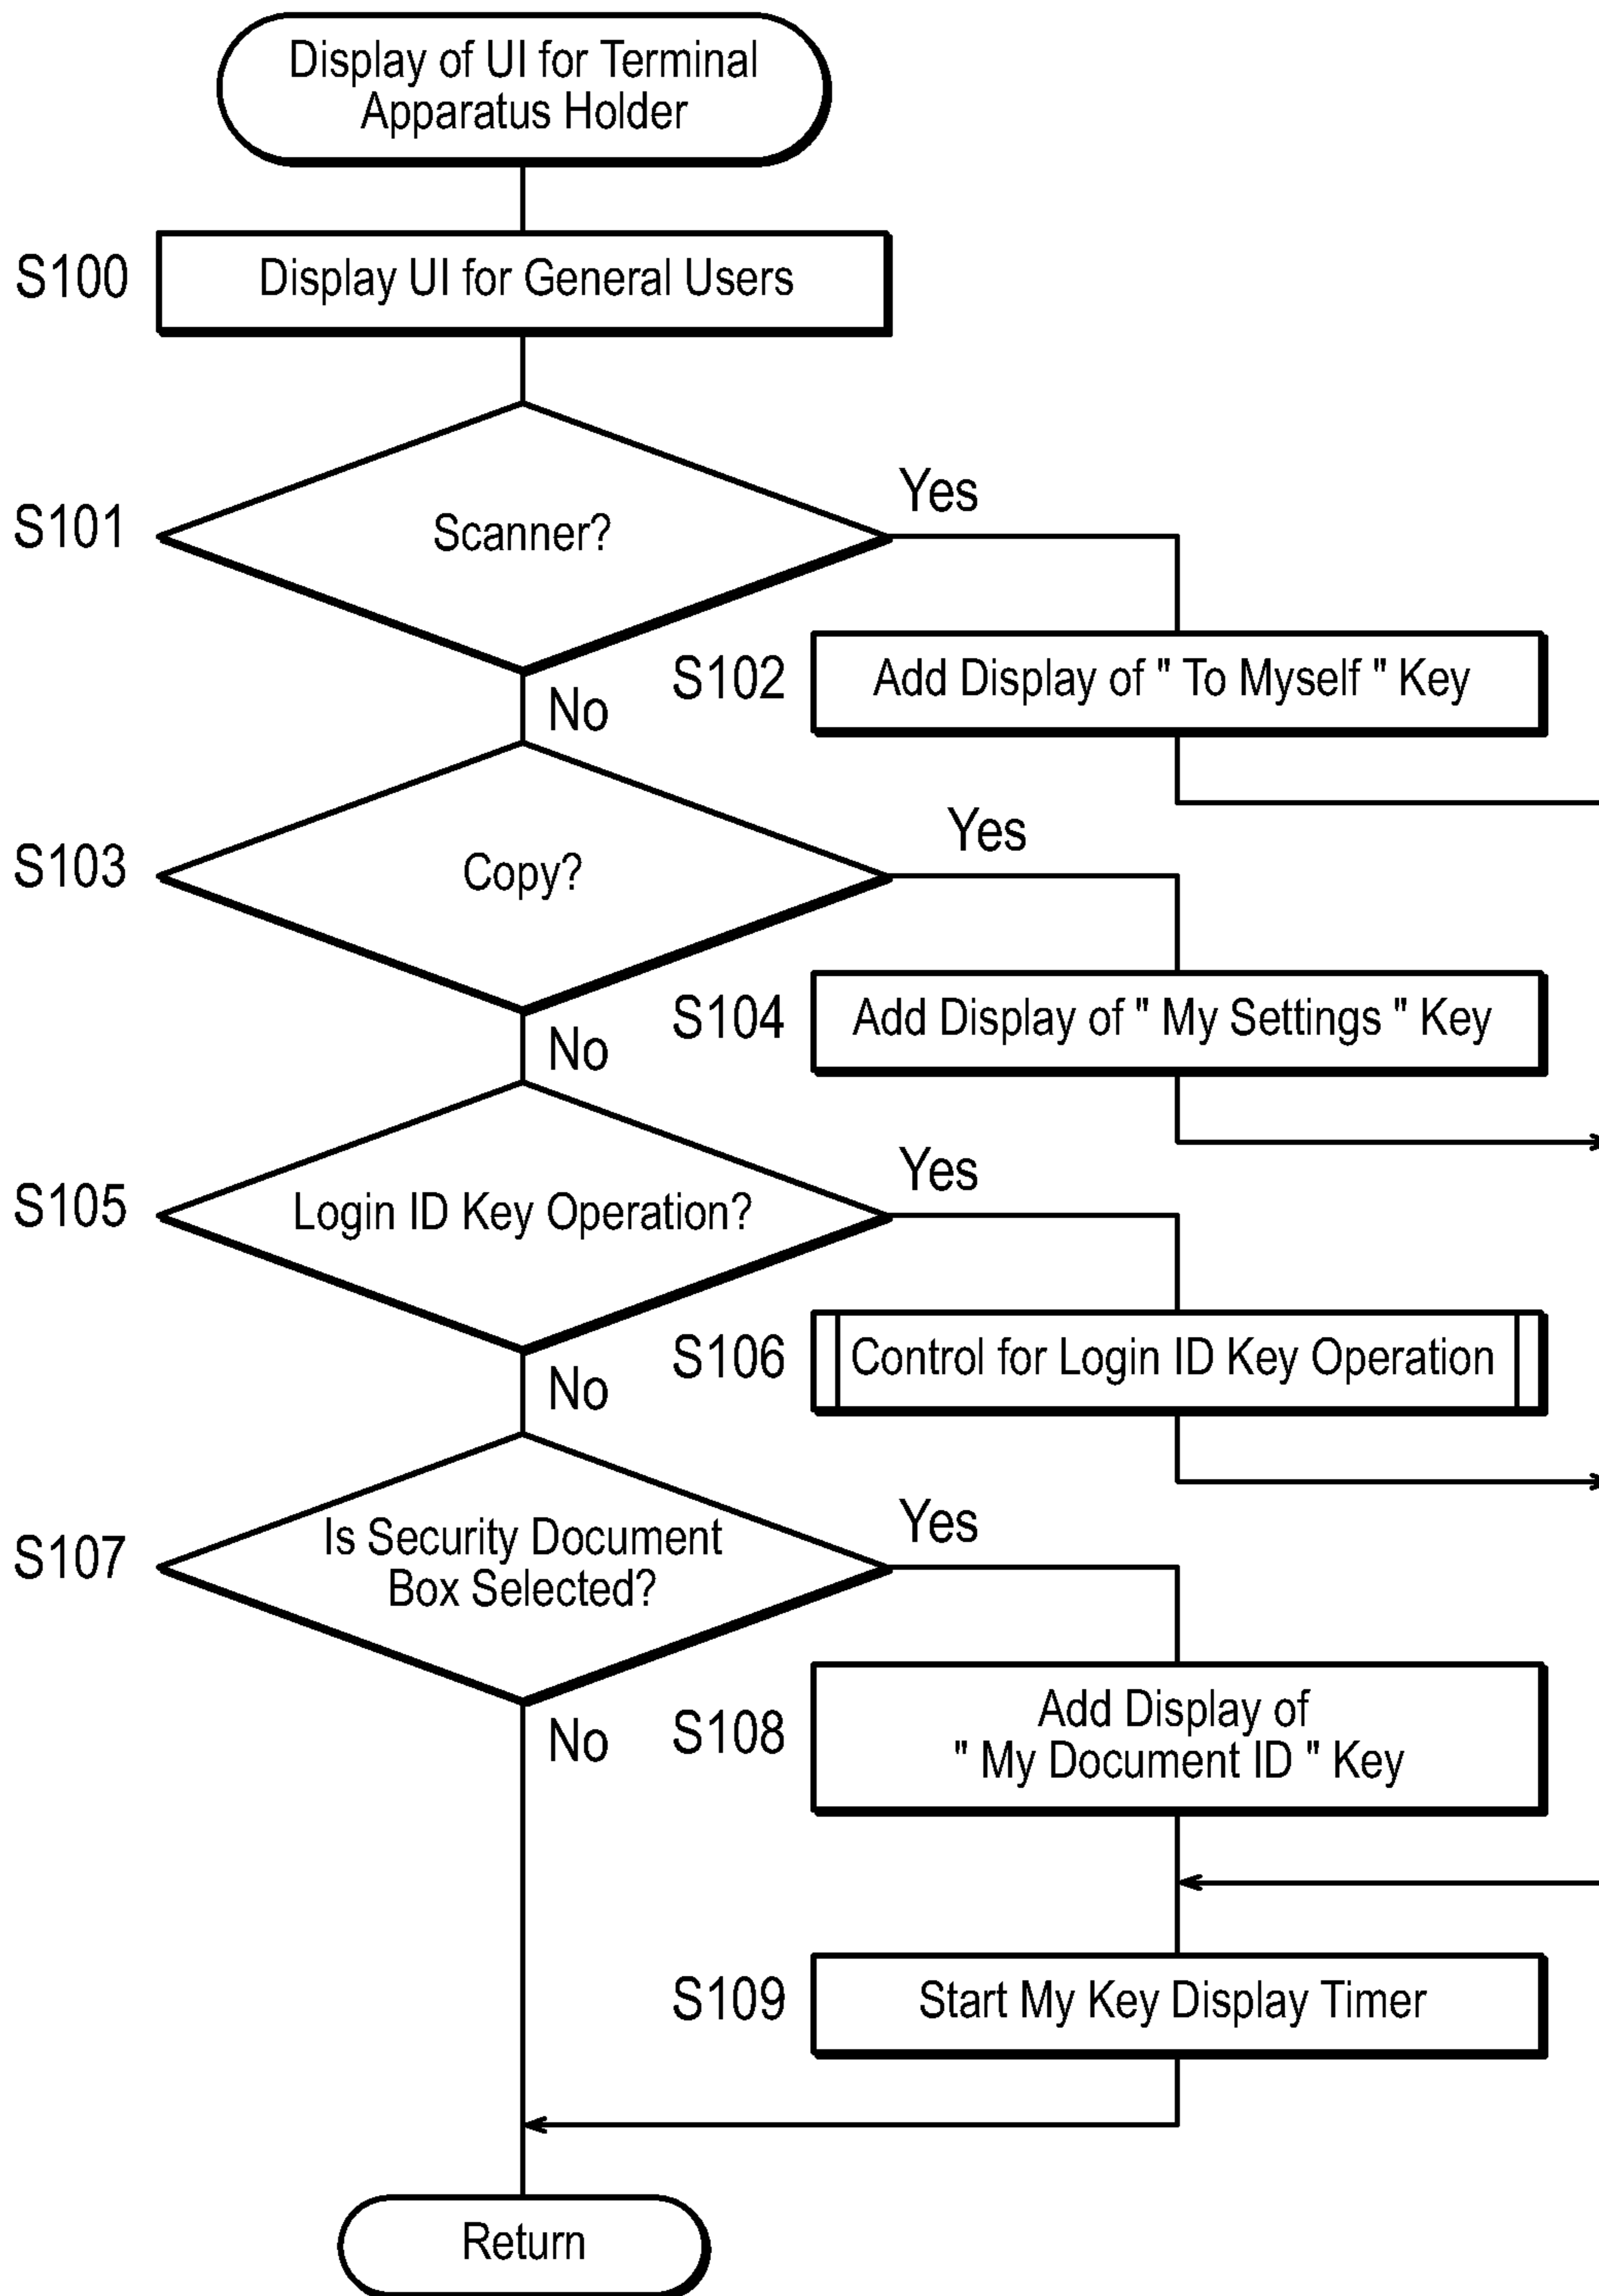 Display of UI for Terminal
Apparatus Holder
S100
Display UI for General Users
S101
Scanner?
Yes
No
S102
Add Display of " To Myself " Key
S103
Copy?
Yes
No
S104
Add Display of " My Settings " Key
S105
Login ID Key Operation?
Yes
No
S106
Control for Login ID Key Operation
S107
Is Security Document
Box Selected?
Yes
No
S108
Add Display of
" My Document ID " Key
S109
Start My Key Display Timer
Return